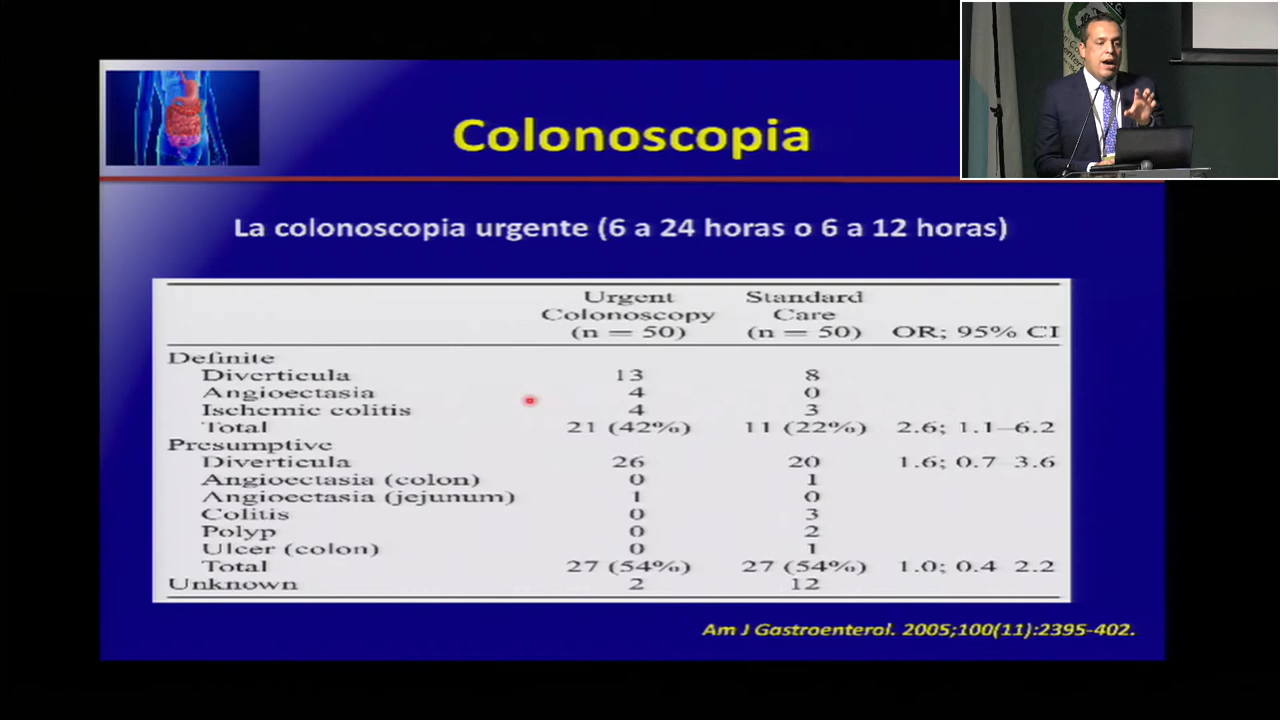 Colonoscopia
La colonoscopia urgente (6 a 24 horas o 6 a 12 horas)
Urgent Colonoscopy (n = 50) Standard Care (n = 50) OR; 95% CI
Definite
Diverticula 13 8
Angioectasia 4 0
Ischemic colitis 4 3
Total 21 (42%) 11 (22%) 2.6; 1.1–6.2
Presumptive
Diverticula 26 20 1.6; 0.7 3.6
Angioectasia (colon) 0 1
Angioectasia (jejunum) 1 0
Colitis 0 3
Polyp 0 2
Ulcer (colon) 0 1
Total 27 (54%) 27 (54%) 1.0; 0.4 2.2
Unknown 2 12
Am J Gastroenterol. 2005;100(11):2395-402.